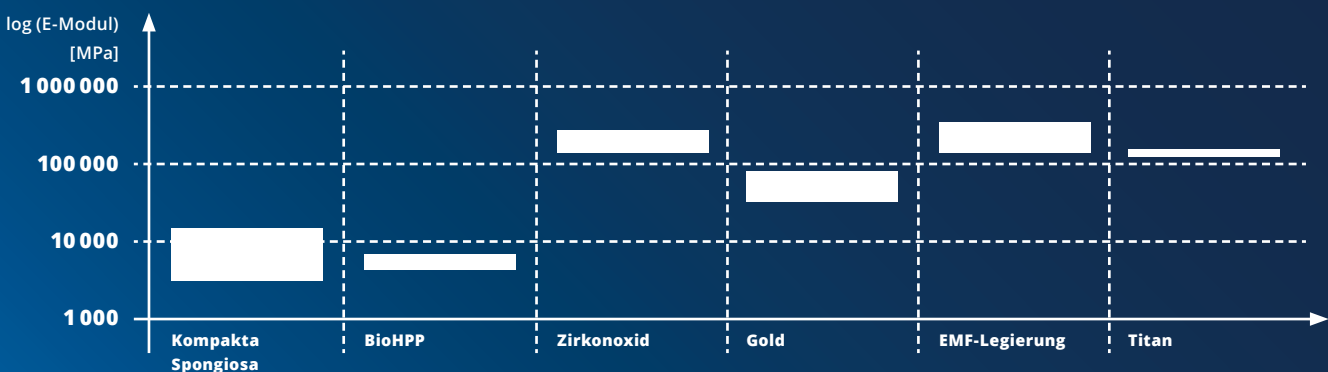 log (E-Modul)
[MPa]
1 000 000
100 000
10 000
1 000
Kompakta
Spongiosa
BioHPP
Zirkonoxid
Gold
EMF-Legierung
Titan